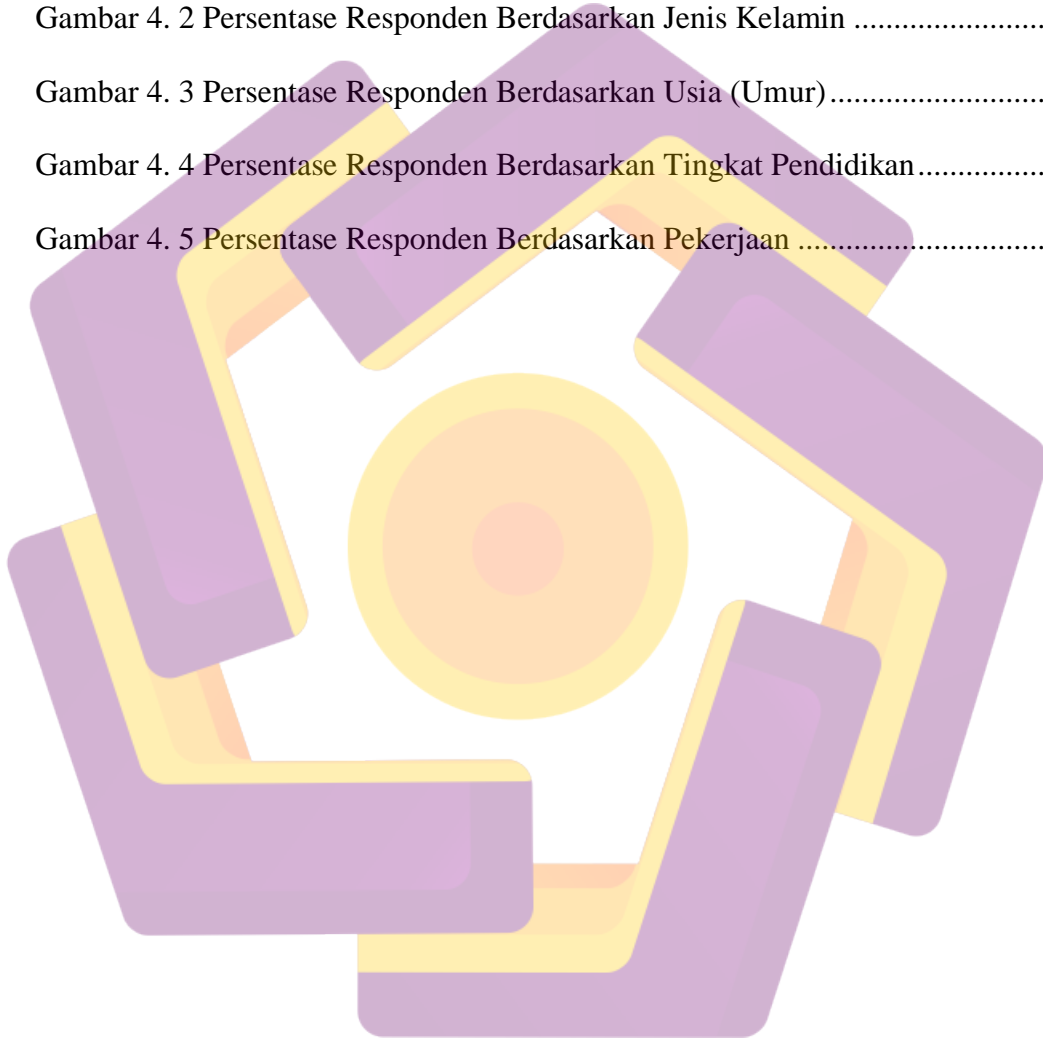 Gambar 4. 2 Persentase Responden Berdasarkan Jenis Kelamin .......................
Gambar 4. 3 Persentase Responden Berdasarkan Usia (Umur)..........................
Gambar 4. 4 Persentase Responden Berdasarkan Tingkat Pendidikan...............
Gambar 4. 5 Persentase Responden Berdasarkan Pekerjaan ..............................